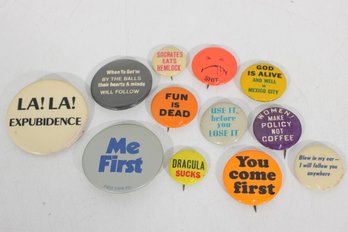 LA! LA!
EXPUBIDENCE
When Ya Got'm
BY THE BALLS
their hearts & minds
WILL FOLLOW
SOCRATES
EATS
HEMLOCK
SHIT
GOD IS
ALIVE
AND WELL
IN
MEXICO CITY
FUN IS
DEAD
USE IT,
before you
LOSE IT
WOMEN!
MAKE
POLICY
NOT
COFFEE
Me
First
DRACULA
SUCKS
You
come
first
Blow in my ear -
I will follow you
anywhere